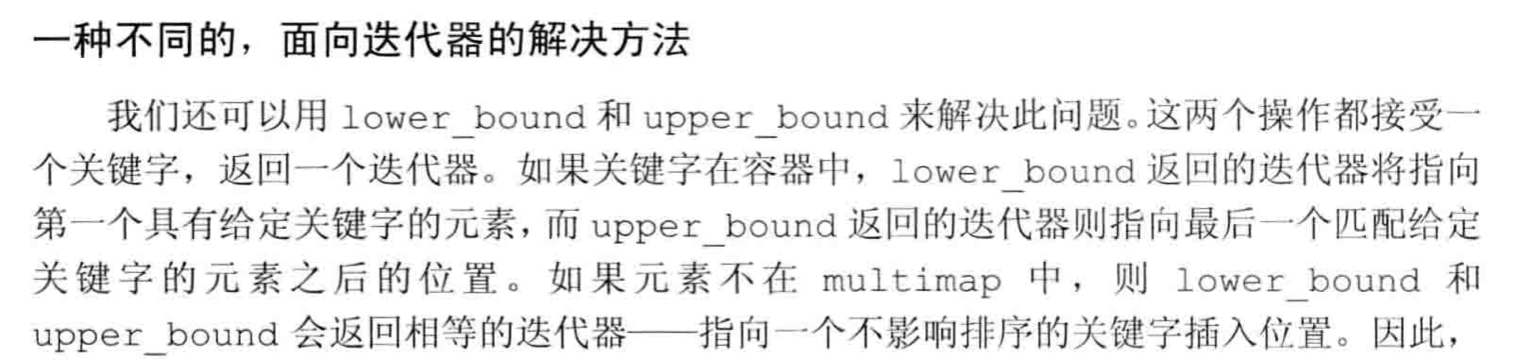 一种不同的，面向迭代器的解决方法
我们还可以用 lower_bound 和 upper_bound 来解决此问题。这两个操作都接受一
个关键字，返回一个迭代器。如果关键字在容器中，lower_bound 返回的迭代器将指向
第一个具有给定关键字的元素，而 upper_bound 返回的迭代器则指向最后一个匹配给定
关键字的元素之后的位置。如果元素不在 multimap 中，则 lower_bound 和
upper_bound 会返回相等的迭代器——指向一个不影响排序的关键字插入位置。因此，